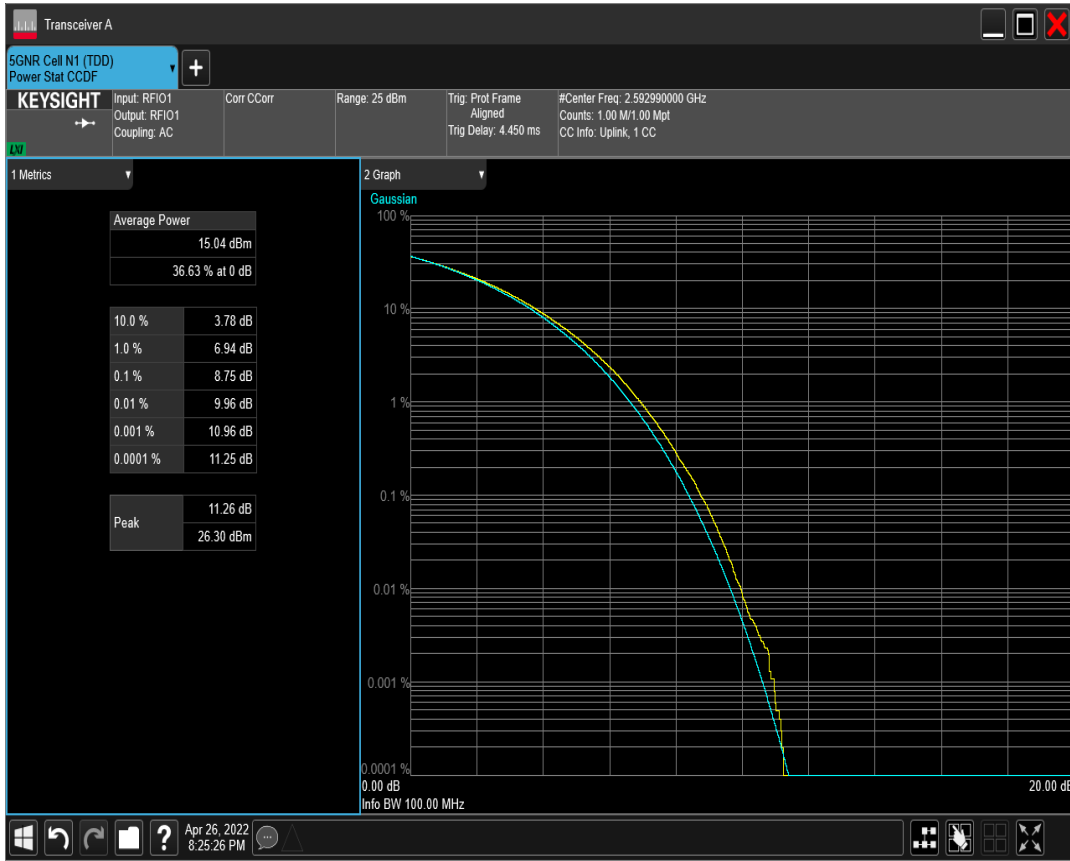 Transceiver A
5GNR Cell N1 (TDD)
Power Stat CCDF
KEYSIGHT
LXI
Input: RFIO1
Output: RFIO1
Coupling: AC
Corr CCorr
Range: 25 dBm
Trig: Prot Frame
Aligned
Trig Delay: 4.450 ms
#Center Freq: 2.592990000 GHz
Counts: 1.00 M/1.00 Mpt
CC Info: Uplink, 1 CC
1 Metrics
Average Power
15.04 dBm
36.63 % at 0 dB
10.0 % 3.78 dB
1.0 % 6.94 dB
0.1 % 8.75 dB
0.01 % 9.96 dB
0.001 % 10.96 dB
0.0001 % 11.25 dB
Peak
11.26 dB
26.30 dBm
2 Graph
Gaussian
100 %
10 %
1 %
0.1 %
0.01 %
0.001 %
0.0001 %
0.00 dB 20.00 dB
Info BW 100.00 MHz
?
Apr 26, 2022
8:25:26 PM